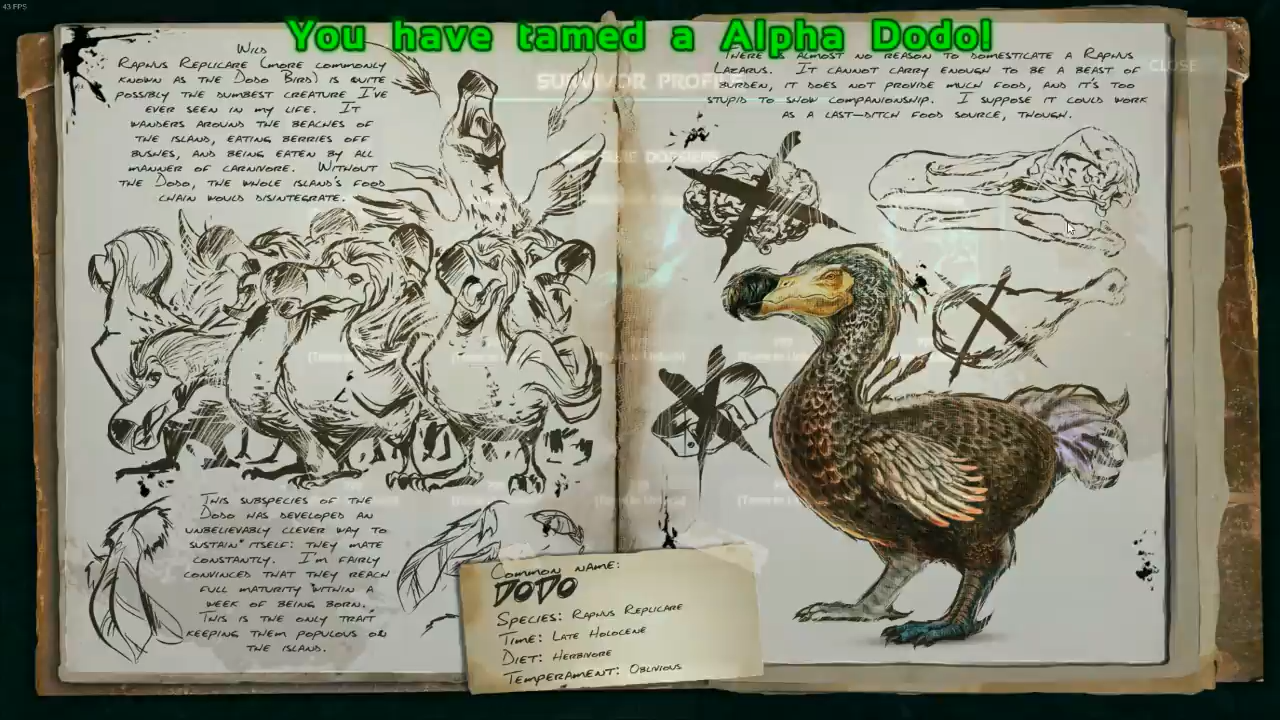 43 FPS
You have tamed a Alpha Dodo!
Wild
Raphus Replicare (more commonly
known as the Dodo Bird) is quite
possibly the dumbest creature I've
ever seen in my life. It
wanders around the beaches of
the island, eating berries off
bushes, and being eaten by all
manner of carnivore. Without
the Dodo, the whole island's food
chain would disintegrate.
This subspecies of the
Dodo has developed an
unbelievably clever way to
sustain itself: they mate
constantly. I'm fairly
convinced that they reach
full maturity within a
week of being born.
This is the only trait
keeping them populous on
the island.
There is almost no reason to domesticate a Raphus
Lazarus. It cannot carry enough to be a beast of
burden, it does not provide much food, and it's too
stupid to show companionship. I suppose it could work
as a last-ditch food source, though.
SURVIVOR PROFILE
CLOSE
Common name:
DODO
Species: Raphus Replicare
Time: Late Holocene
Diet: Herbivore
Temperament: Oblivious